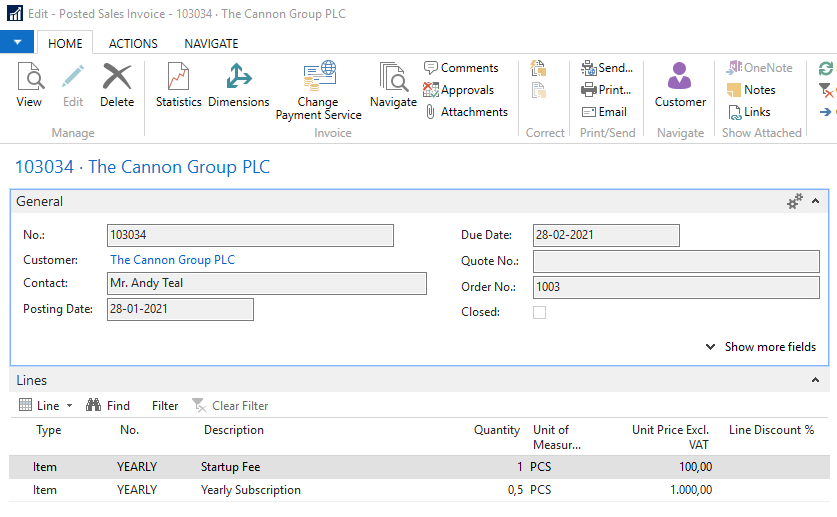 Edit - Posted Sales Invoice - 103034 · The Cannon Group PLC
HOME ACTIONS NAVIGATE
View Edit Delete Statistics Dimensions Change Payment Service Navigate Comments Approvals Attachments Send... Print... Email Customer OneNote Notes Links
Manage Invoice Correct Print/Send Navigate Show Attached
103034 · The Cannon Group PLC
General
No.: 103034 Due Date: 28-02-2021
Customer: The Cannon Group PLC Quote No.:
Contact: Mr. Andy Teal Order No.: 1003
Posting Date: 28-01-2021 Closed:
Show more fields
Lines
Line Find Filter Clear Filter
Type No. Description Quantity Unit of Measur... Unit Price Excl. VAT Line Discount %
Item YEARLY Startup Fee 1 PCS 100,00
Item YEARLY Yearly Subscription 0,5 PCS 1.000,00